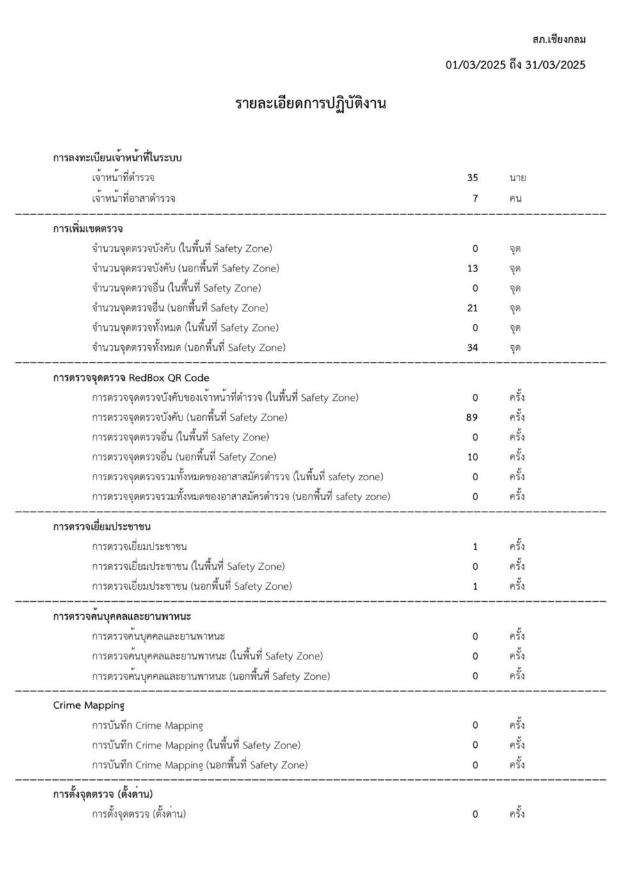 สภ.เชียงกลม
01/03/2025 ถึง 31/03/2025
รายละเอียดการปฏิบัติงาน
การลงทะเบียนเจ้าหน้าที่ในระบบ
เจ้าหน้าที่ตำรวจ 35 นาย
เจ้าหน้าที่อาสาตำรวจ 7 คน
การเพิ่มเขตตรวจ
จำนวนจุดตรวจบังคับ (ในพื้นที่ Safety Zone) 0 จุด
จำนวนจุดตรวจบังคับ (นอกพื้นที่ Safety Zone) 13 จุด
จำนวนจุดตรวจอื่น (ในพื้นที่ Safety Zone) 0 จุด
จำนวนจุดตรวจอื่น (นอกพื้นที่ Safety Zone) 21 จุด
จำนวนจุดตรวจทั้งหมด (ในพื้นที่ Safety Zone) 0 จุด
จำนวนจุดตรวจทั้งหมด (นอกพื้นที่ Safety Zone) 34 จุด
การตรวจจุดตรวจ RedBox QR Code
การตรวจจุดตรวจบังคับของเจ้าหน้าที่ตำรวจ (ในพื้นที่ Safety Zone) 0 ครั้ง
การตรวจจุดตรวจบังคับ (นอกพื้นที่ Safety Zone) 89 ครั้ง
การตรวจจุดตรวจอื่น (ในพื้นที่ Safety Zone) 0 ครั้ง
การตรวจจุดตรวจอื่น (นอกพื้นที่ Safety Zone) 10 ครั้ง
การตรวจจุดตรวจรวมทั้งหมดของอาสาสมัครตำรวจ (ในพื้นที่ safety zone) 0 ครั้ง
การตรวจจุดตรวจรวมทั้งหมดของอาสาสมัครตำรวจ (นอกพื้นที่ safety zone) 0 ครั้ง
การตรวจเยี่ยมประชาชน
การตรวจเยี่ยมประชาชน 1 ครั้ง
การตรวจเยี่ยมประชาชน (ในพื้นที่ Safety Zone) 0 ครั้ง
การตรวจเยี่ยมประชาชน (นอกพื้นที่ Safety Zone) 1 ครั้ง
การตรวจค้นบุคคลและยานพาหนะ
การตรวจค้นบุคคลและยานพาหนะ 0 ครั้ง
การตรวจค้นบุคคลและยานพาหนะ (ในพื้นที่ Safety Zone) 0 ครั้ง
การตรวจค้นบุคคลและยานพาหนะ (นอกพื้นที่ Safety Zone) 0 ครั้ง
Crime Mapping
การบันทึก Crime Mapping 0 ครั้ง
การบันทึก Crime Mapping (ในพื้นที่ Safety Zone) 0 ครั้ง
การบันทึก Crime Mapping (นอกพื้นที่ Safety Zone) 0 ครั้ง
การตั้งจุดตรวจ (ตั้งด่าน)
การตั้งจุดตรวจ (ตั้งด่าน) 0 ครั้ง